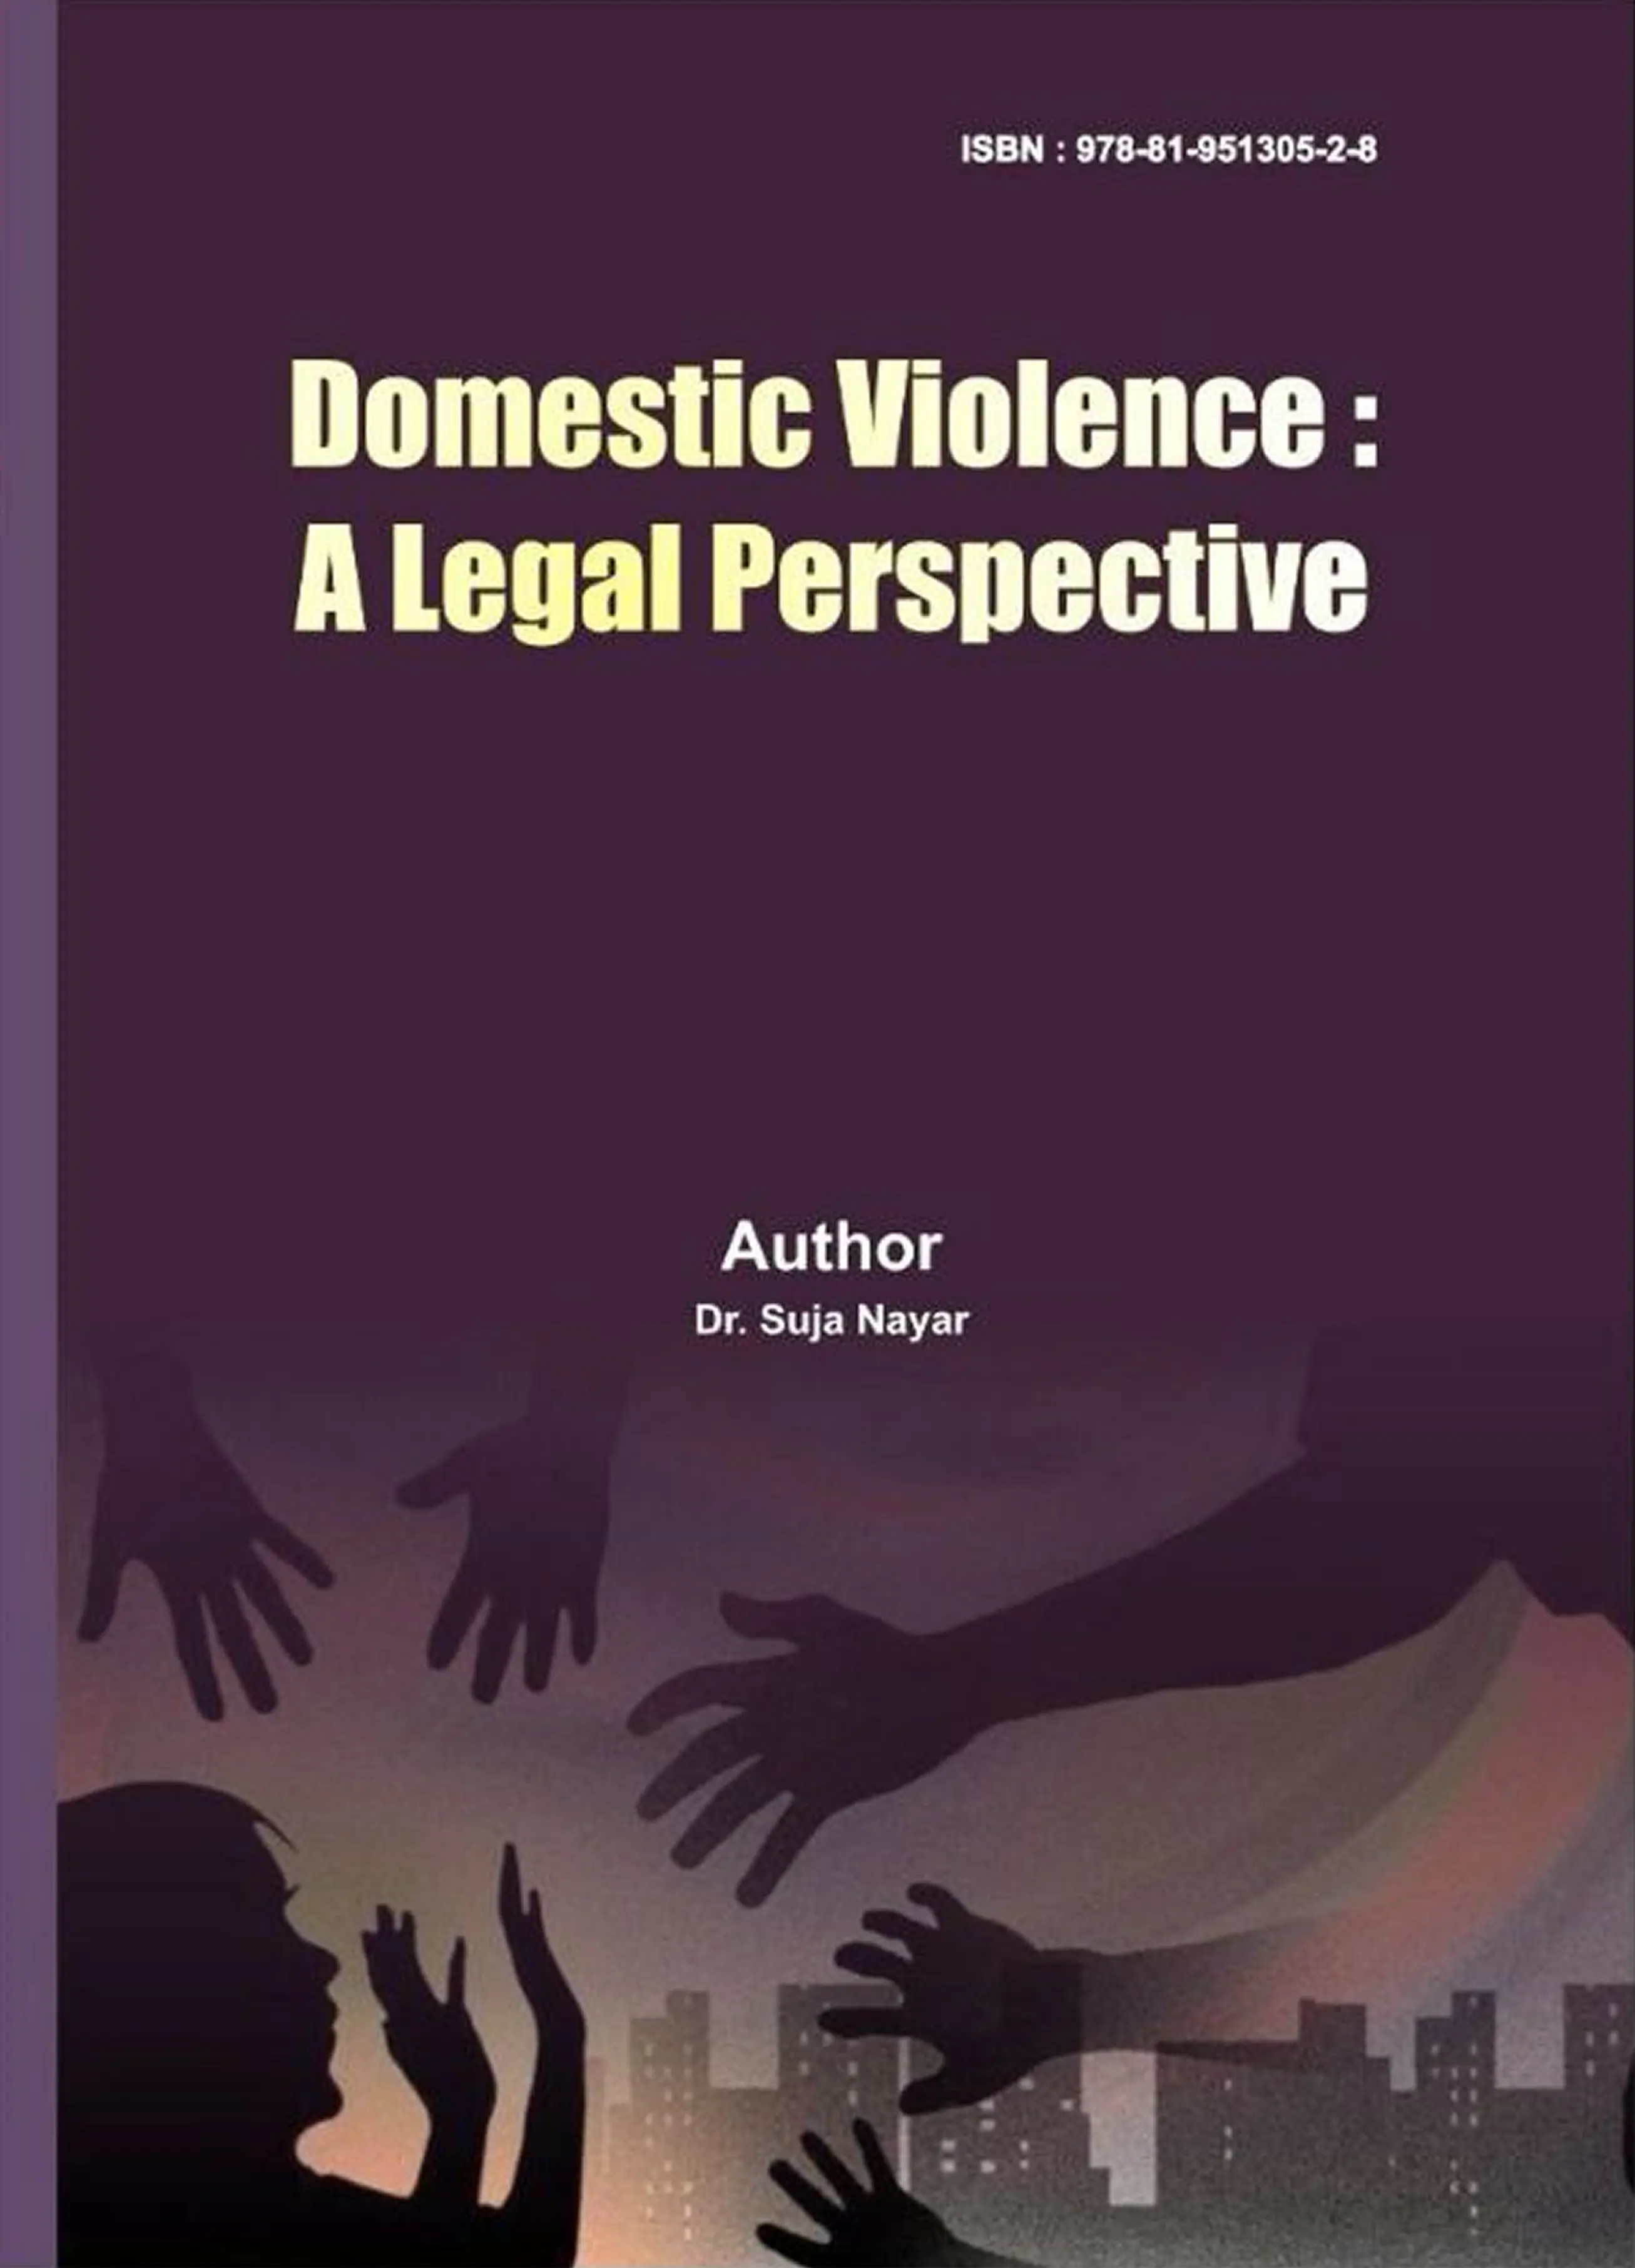 ISBN : 978-81-951305-2-8
Domestic Violence :
A Legal Perspective
Author
Dr. Suja Nayar